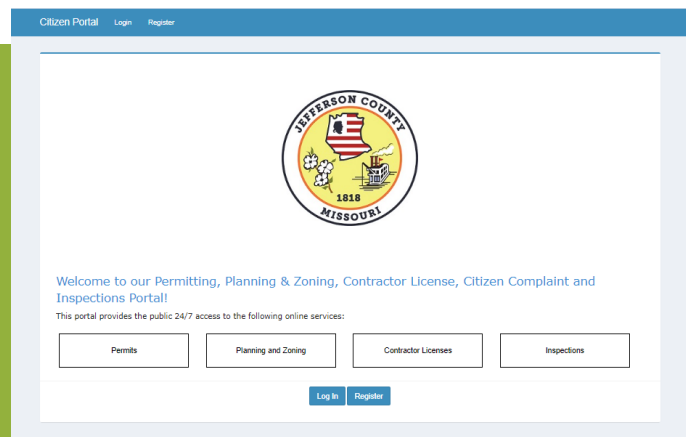 Citizen Portal Login Register
JEFFERSON COUNTY
1818
MISSOURI
Welcome to our Permitting, Planning & Zoning, Contractor License, Citizen Complaint and
Inspections Portal!
This portal provides the public 24/7 access to the following online services:
Permits Planning and Zoning Contractor Licenses Inspections
Log In Register